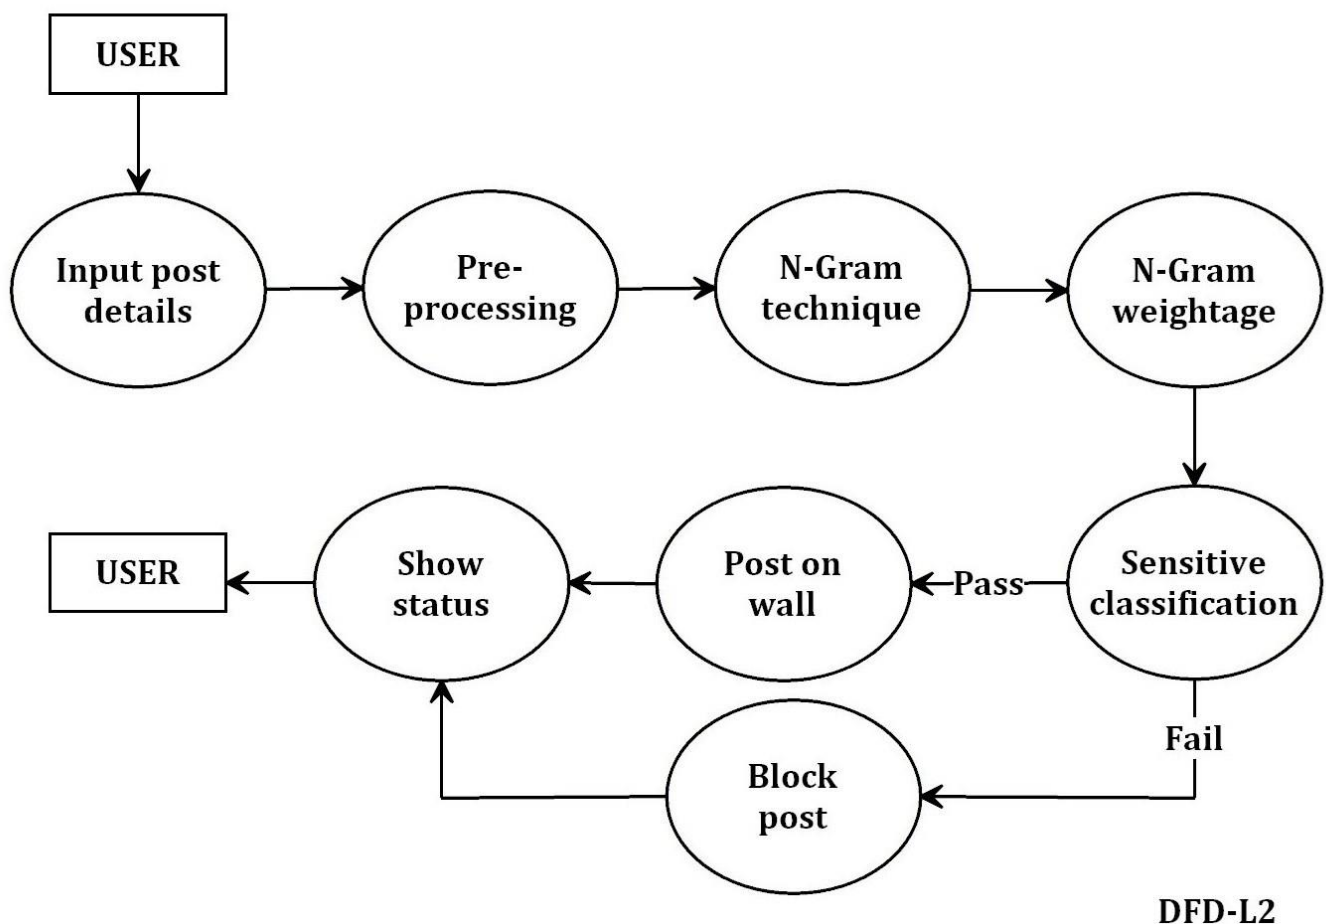 USER
Input post
details
Pre-
processing
N-Gram
technique
N-Gram
weightage
USER
Show
status
Post on
wall
Pass
Sensitive
classification
Fail
Block
post
DFD-L2